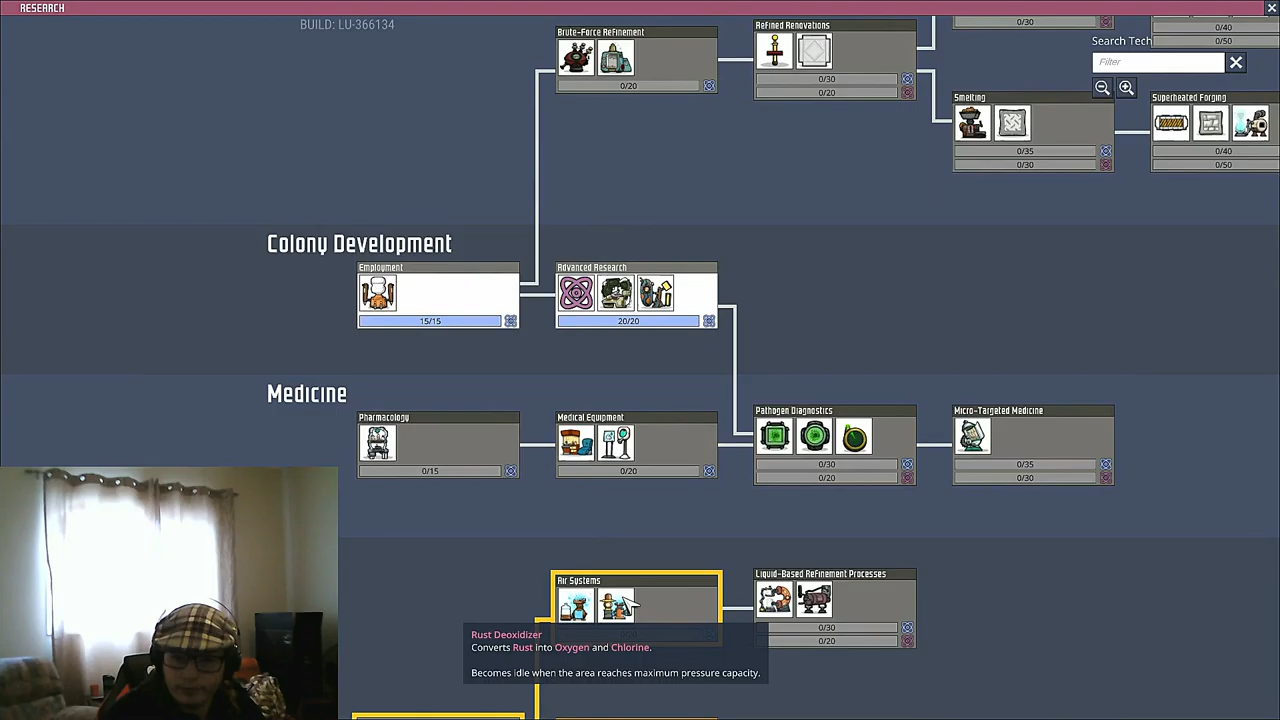 RESEARCH
BUILD: LU-366134
Search Tech
Filter
Brute-Force Refinement
0/20
Refined Renovations
0/30
0/20
0/30
0/40
0/50
Smelting
0/35
0/30
Superheated Forging
0/40
0/50
Colony Development
Employment
15/15
Advanced Research
20/20
Medicine
Pharmacology
0/15
Medical Equipment
0/20
Pathogen Diagnostics
0/30
0/20
Micro-Targeted Medicine
0/35
0/30
Air Systems
Liquid-Based Refinement Processes
0/30
0/20
Rust Deoxidizer
Converts Rust into Oxygen and Chlorine.
Becomes idle when the area reaches maximum pressure capacity.